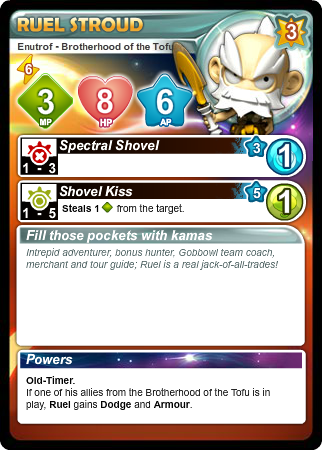 RUEL STROUD
3
Enutrof - Brotherhood of the Tofu
6
3 MP
8 HP
6 AP
Spectral Shovel
3
1
1 - 3
Shovel Kiss
5
1
1 - 5
Steals 1 from the target.
Fill those pockets with kamas
Intrepid adventurer, bonus hunter, Gobbowl team coach,
merchant and tour guide; Ruel is a real jack-of-all-trades!
Powers
Old-Timer.
If one of his allies from the Brotherhood of the Tofu is in
play, Ruel gains Dodge and Armour.